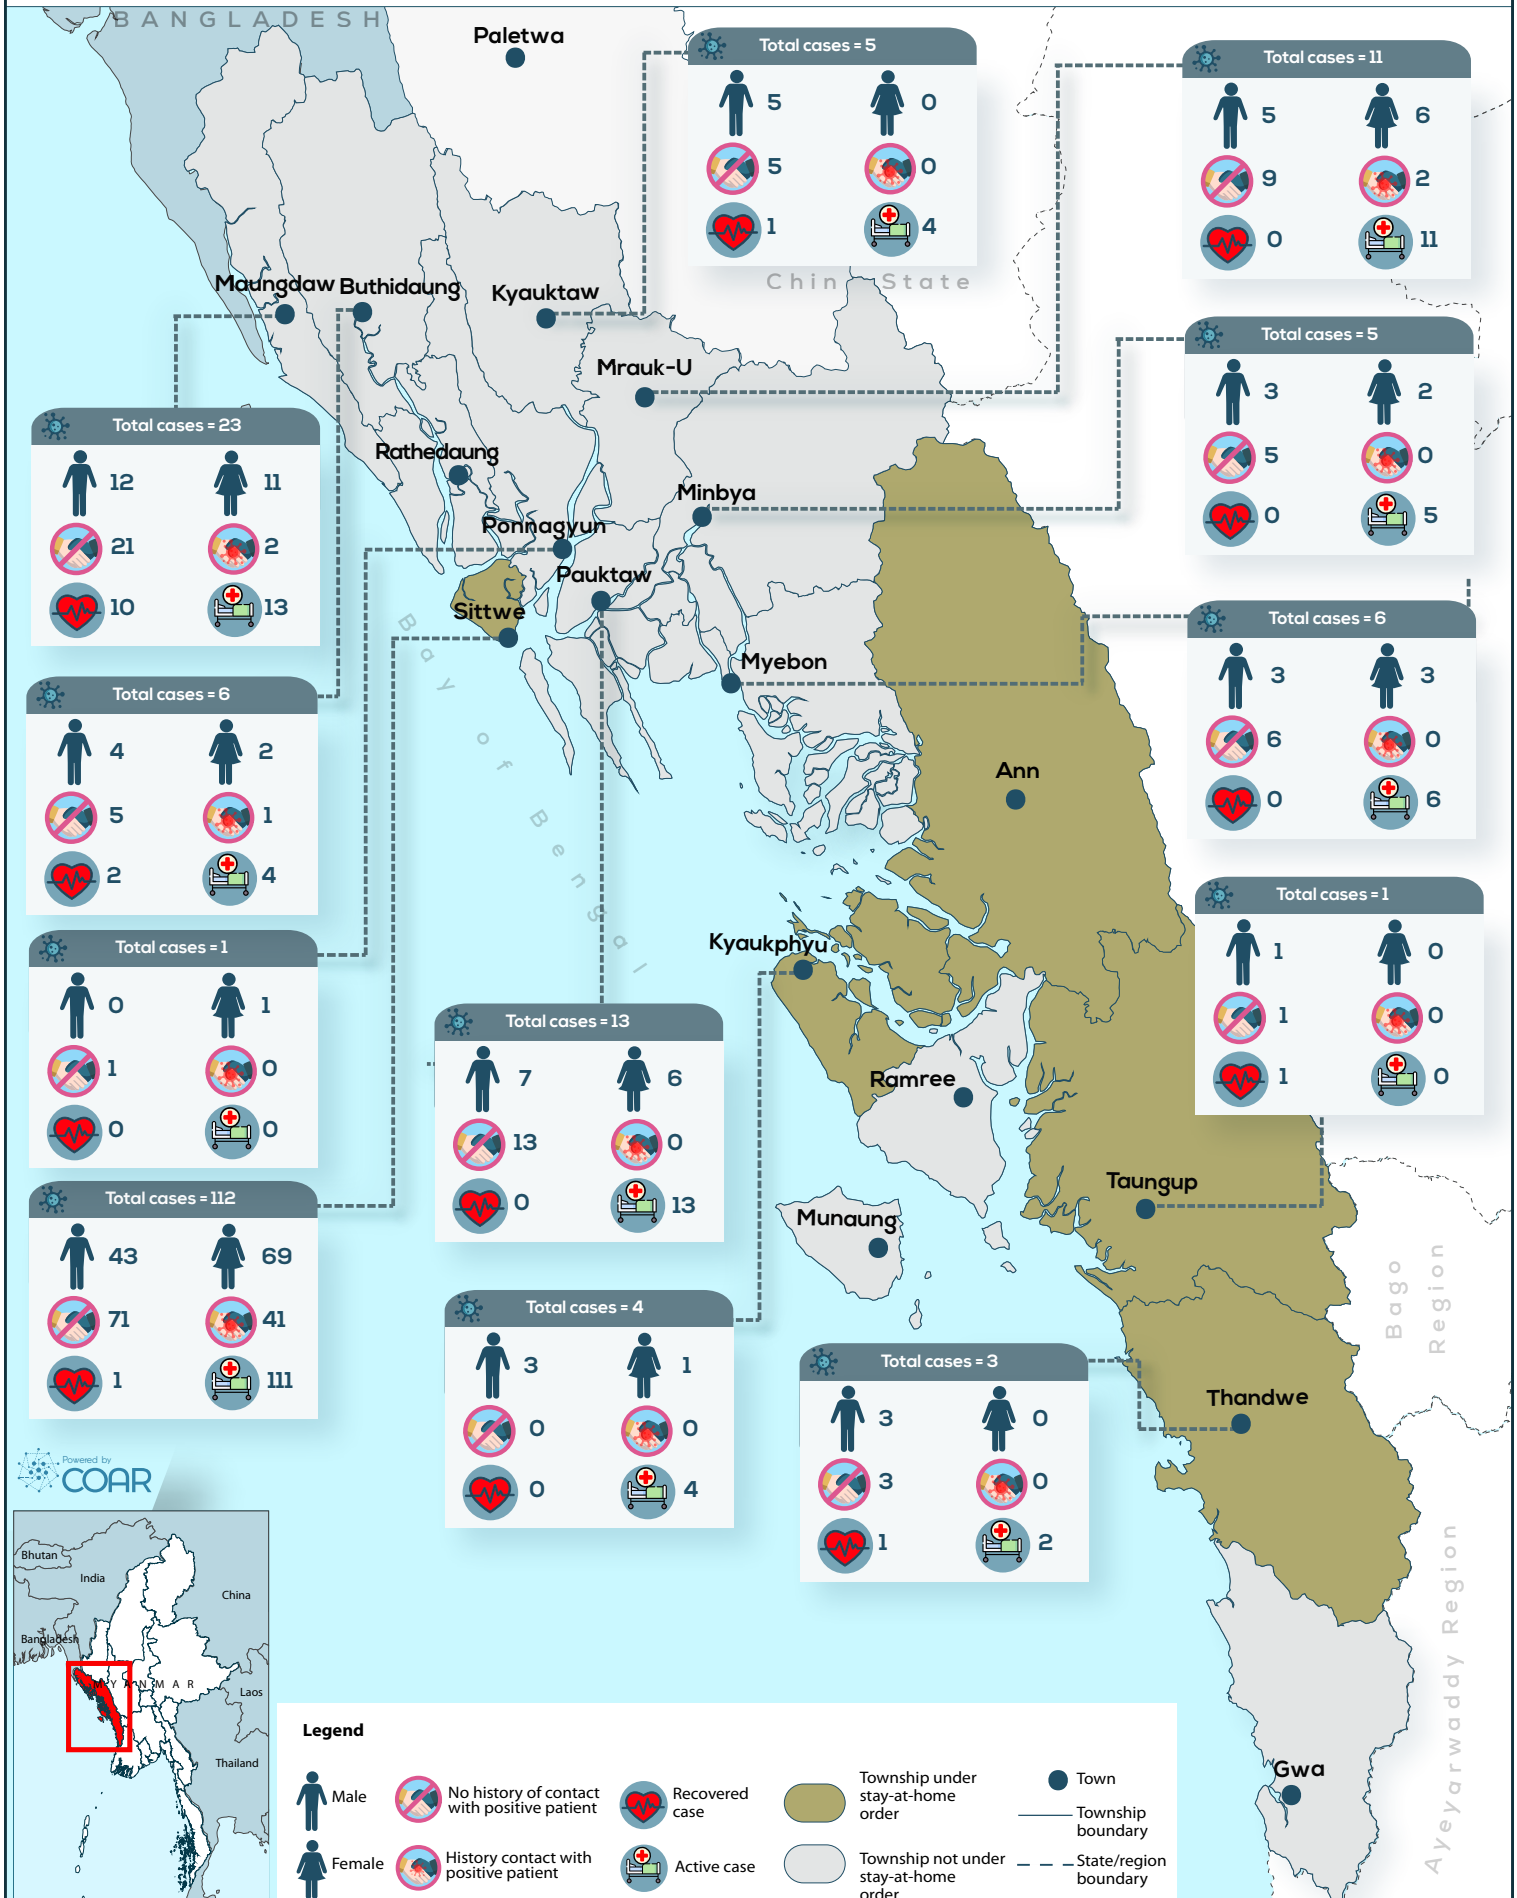 BANGLADESH
Paletwa
Total cases = 5
5
0
5
0
1
4
Total cases = 11
5
6
9
2
0
11
Chin State
Maungdaw
Buthidaung
Kyauktaw
Mrauk-U
Total cases = 5
3
2
5
0
0
5
Total cases = 23
12
11
21
2
10
13
Rathedaung
Minbya
Ponnagyun
Pauktaw
Sittwe
Myebon
Bay of Bengal
Total cases = 6
3
3
6
0
0
6
Total cases = 6
4
2
5
1
2
4
Ann
Total cases = 1
1
0
1
0
1
0
Total cases = 1
0
1
1
0
0
0
Kyaukphyu
Total cases = 13
7
6
13
0
0
13
Ramree
Taungup
Munaung
Total cases = 112
43
69
71
41
1
111
Total cases = 4
3
1
0
0
0
4
Total cases = 3
3
0
3
0
1
2
Thandwe
Bago
Region
Ayeyarwaddy Region
Gwa
Powered by
COAR
Bhutan
India
China
Bangladesh
MYANMAR
Laos
Thailand
Legend
Male
Female
No history of contact
with positive patient
History contact with
positive patient
Recovered
case
Active case
Township under
stay-at-home
order
Township not under
stay-at-home
order
Town
Township
boundary
State/region
boundary